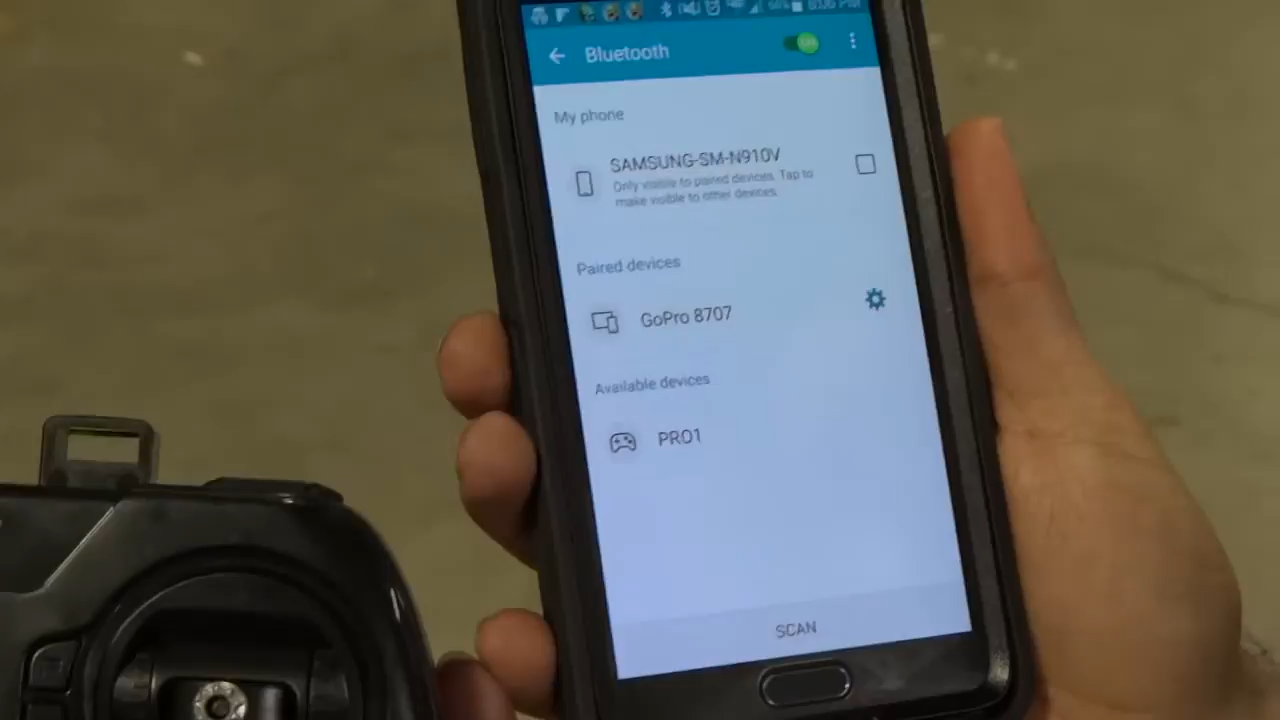 Bluetooth
My phone
SAMSUNG-SM-N910V
Only visible to paired devices. Tap to
make visible to other devices.
Paired devices
GoPro 8707
Available devices
PRO1
SCAN